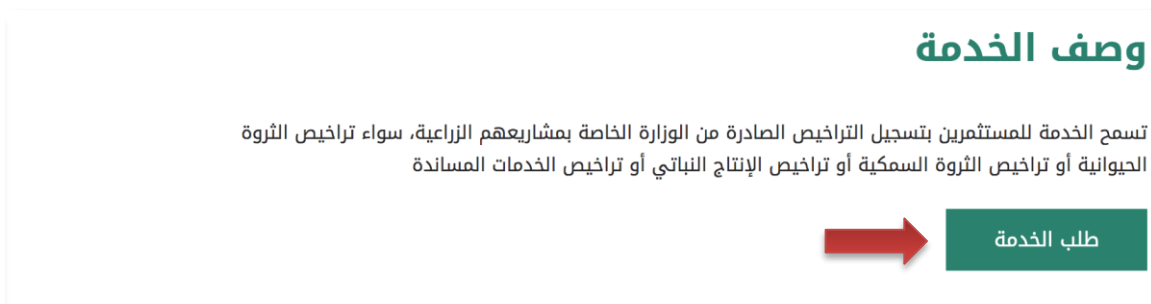 وصف الخدمة
تسمح الخدمة للمستثمرين بتسجيل التراخيص الصادرة من الوزارة الخاصة بمشاريعهم الزراعية، سواء تراخيص الثروة
الحيوانية أو تراخيص الثروة السمكية أو تراخيص الإنتاج النباتي أو تراخيص الخدمات المساندة
طلب الخدمة